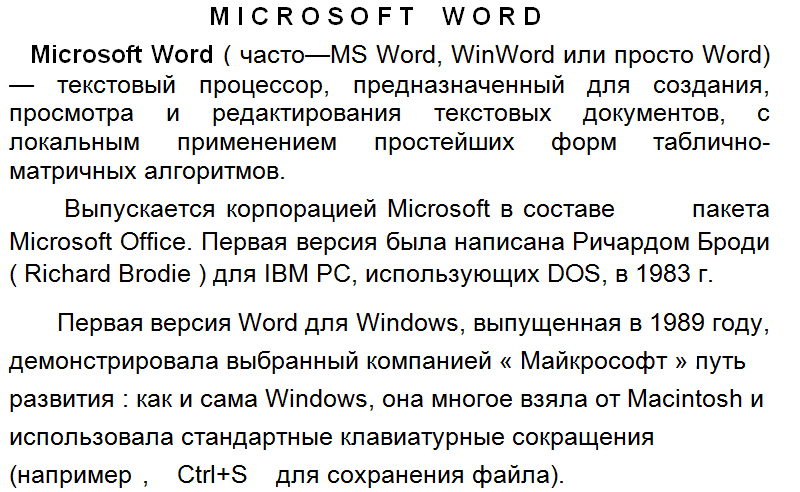 M I C R O S O F T W O R D
Microsoft Word ( часто—MS Word, WinWord или просто Word)
— текстовый процессор, предназначенный для создания,
просмотра и редактирования текстовых документов, с
локальным применением простейших форм таблично-
матричных алгоритмов.
Выпускается корпорацией Microsoft в составе пакета
Microsoft Office. Первая версия была написана Ричардом Броди
( Richard Brodie ) для IBM PC, использующих DOS, в 1983 г.
Первая версия Word для Windows, выпущенная в 1989 году,
демонстрировала выбранный компанией « Майкрософт » путь
развития : как и сама Windows, она многое взяла от Macintosh и
использовала стандартные клавиатурные сокращения
(например , Ctrl+S для сохранения файла).